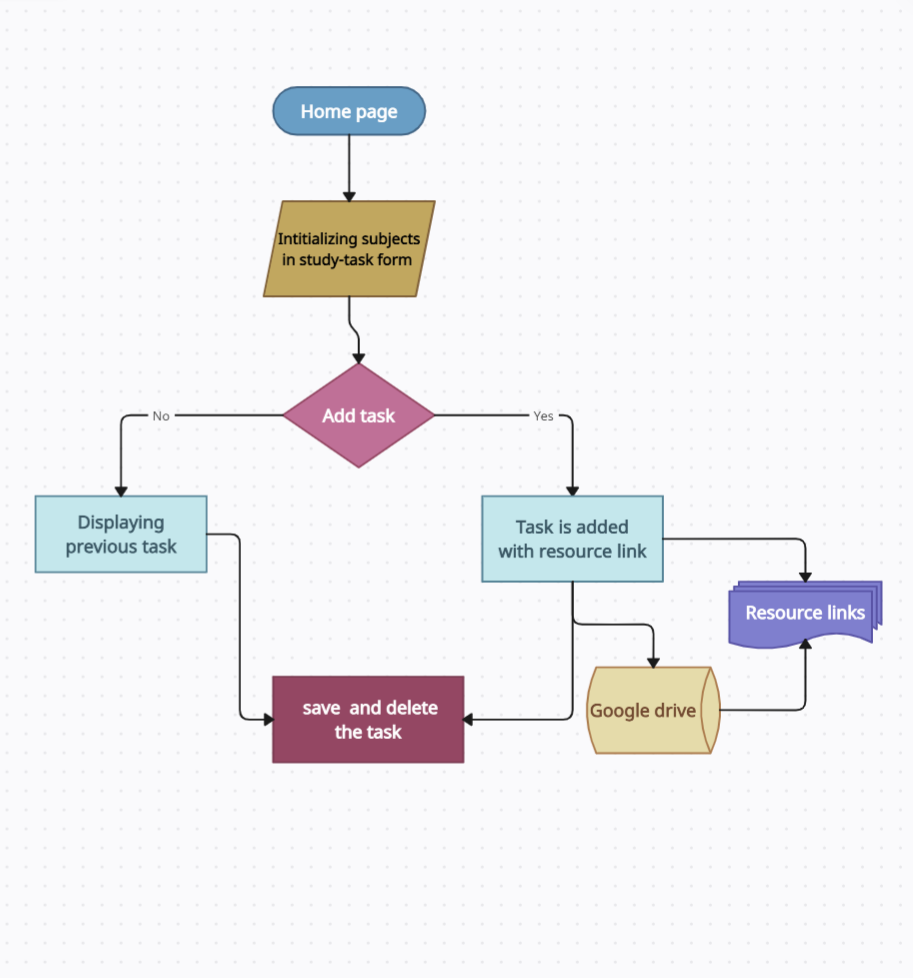 Home page
Intitializing subjects
in study-task form
Add task
No
Yes
Displaying
previous task
Task is added
with resource link
Resource links
save  and delete
the task
Google drive